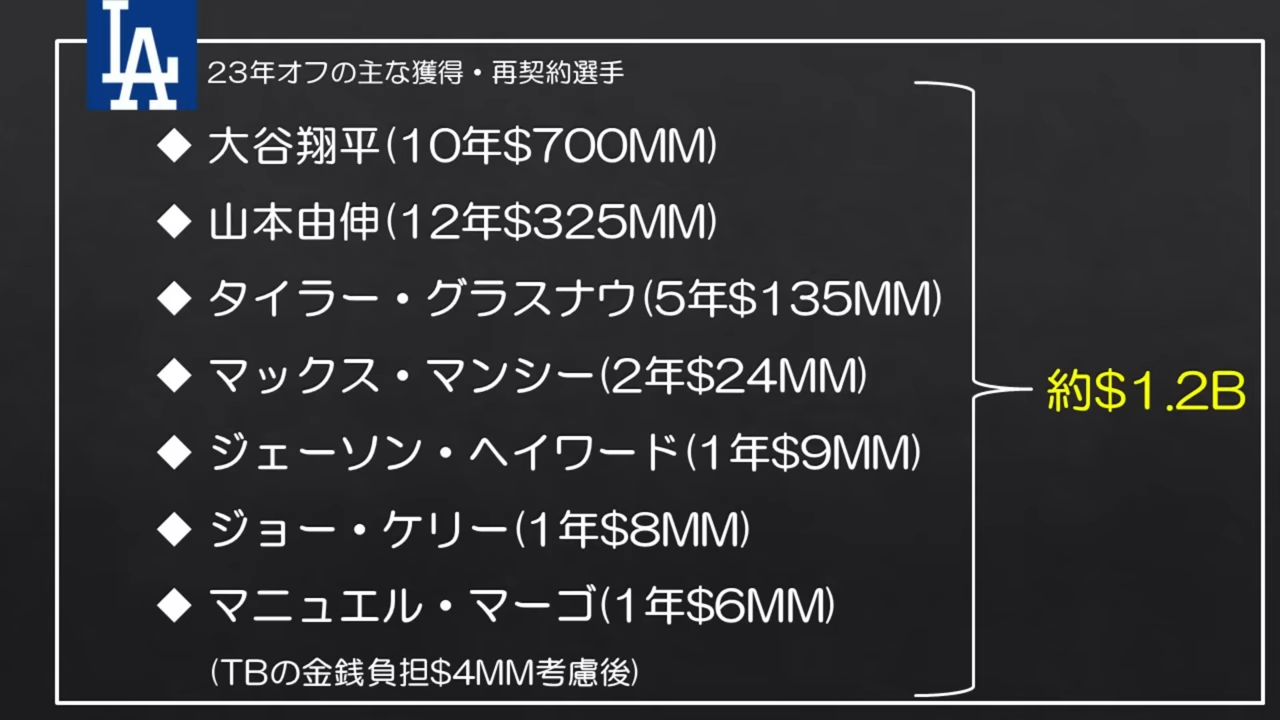 LA
23年オフの主な獲得・再契約選手
◆ 大谷翔平(10年$700MM)
◆ 山本由伸(12年$325MM)
◆ タイラー・グラスナウ(5年$135MM)
◆ マックス・マンシー(2年$24MM)
◆ ジェーソン・ヘイワード(1年$9MM)
◆ ジョー・ケリー(1年$8MM)
◆ マニュエル・マーゴ(1年$6MM)
(TBの金銭負担$4MM考慮後)
約$1.2B